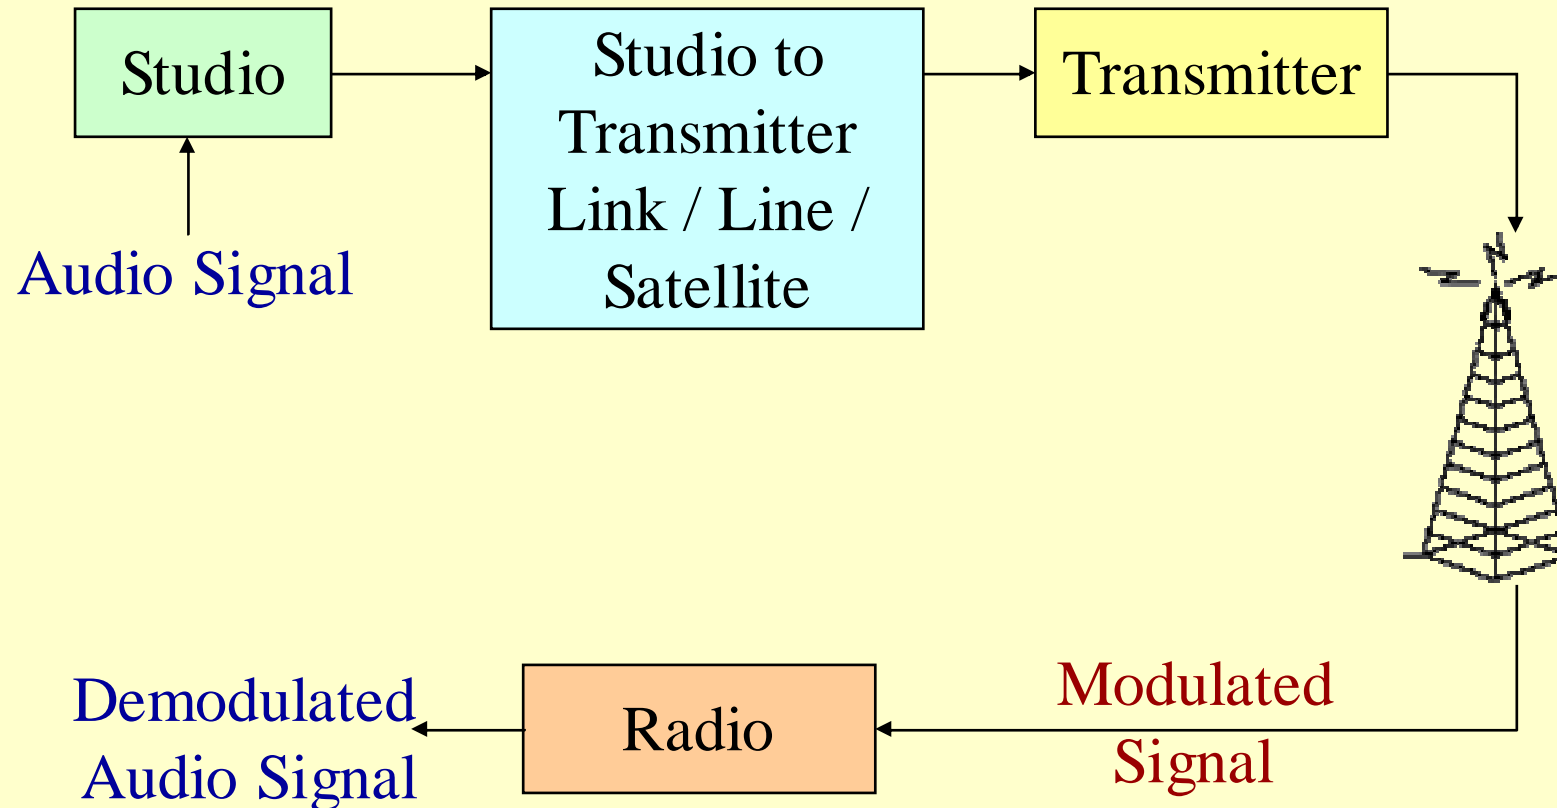 Studio
Studio to
Transmitter
Link / Line /
Satellite
Transmitter
Audio Signal
Demodulated
Audio Signal
Radio
Modulated
Signal